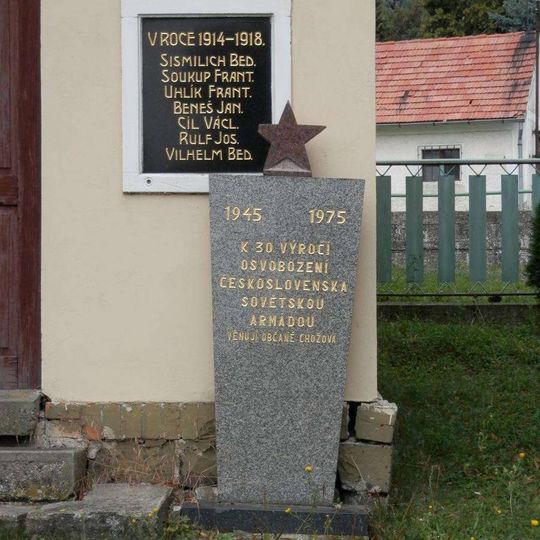 V ROCE 1914–1918.
SISMILICH BED.
SOUKUP FRANT.
UHLÍK FRANT.
BENEŠ JAN.
CÍL VÁCL.
RULF JOS.
VILHELM BED.
1945 1975
K 30 VÝROČÍ
OSVOBOZENÍ
ČESKOSLOVENSKA
SOVĚTSKOU
ARMÁDOU
VĚNUJÍ OBČANÉ CHOŽOVA